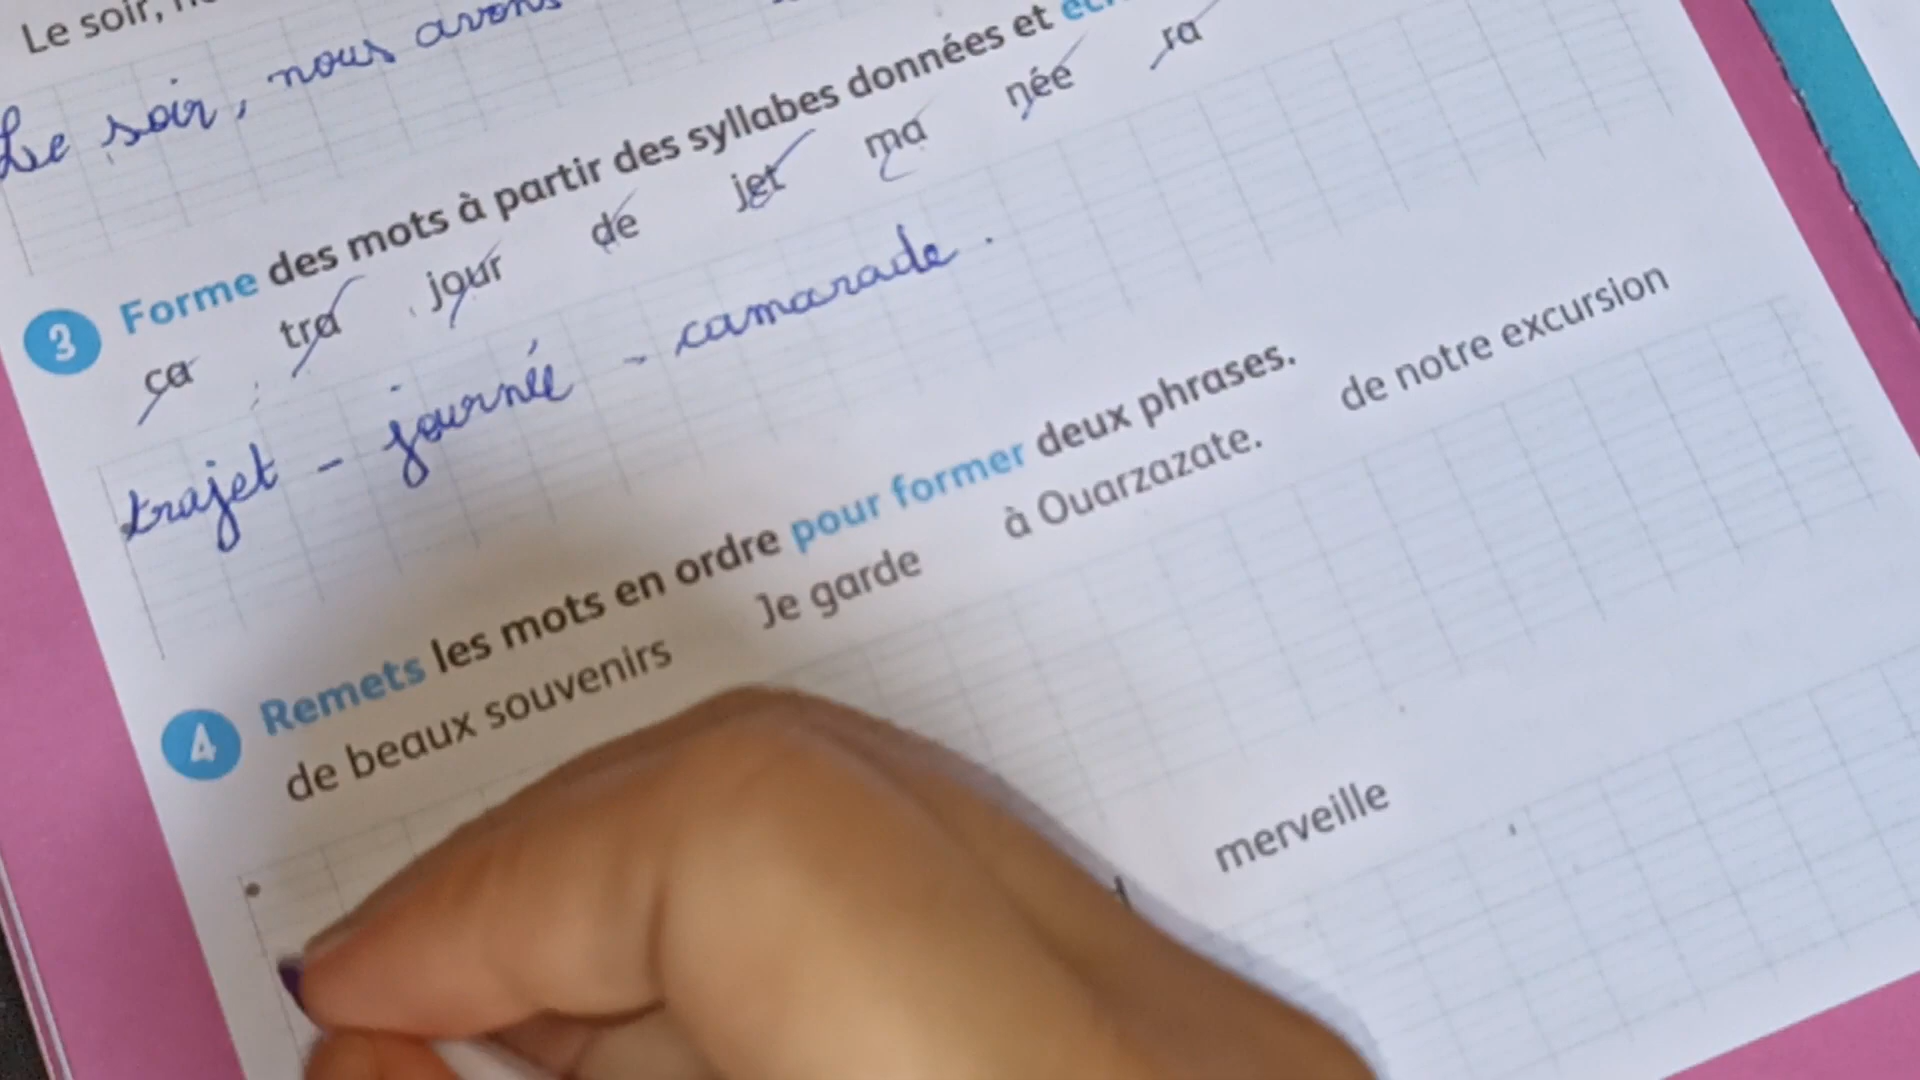 Le soir,
Le soir, nous avons
3 Forme des mots à partir des syllabes données et
ca tra jour de jet ma née ra
trajet - journée - camarade.
4 Remets les mots en ordre pour former deux phrases.
de beaux souvenirs Je garde à Ouarzazate. de notre excursion
merveille